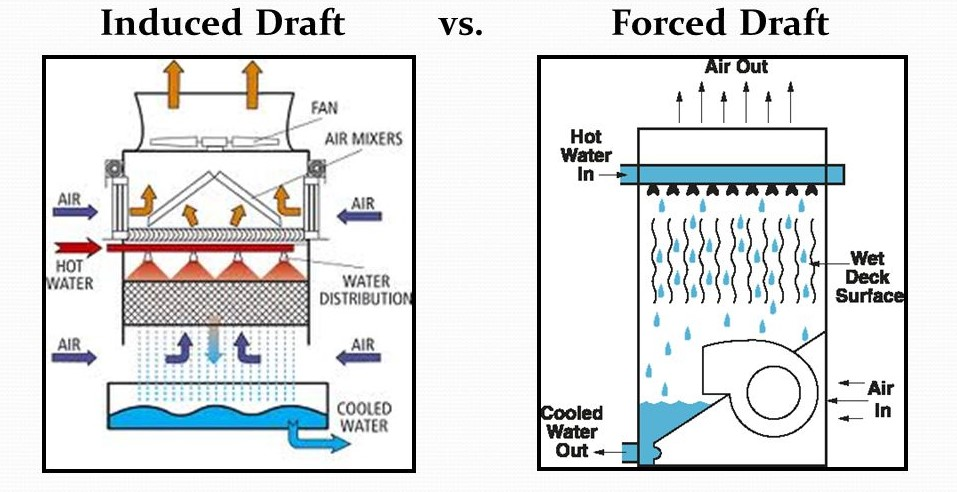 Induced Draft vs. Forced Draft
FAN
AIR MIXERS
AIR
AIR
HOT
WATER
WATER
DISTRIBUTION
AIR
AIR
COOLED
WATER
Air Out
Hot
Water
In
Wet
Deck
Surface
Air
In
Cooled
Water
Out